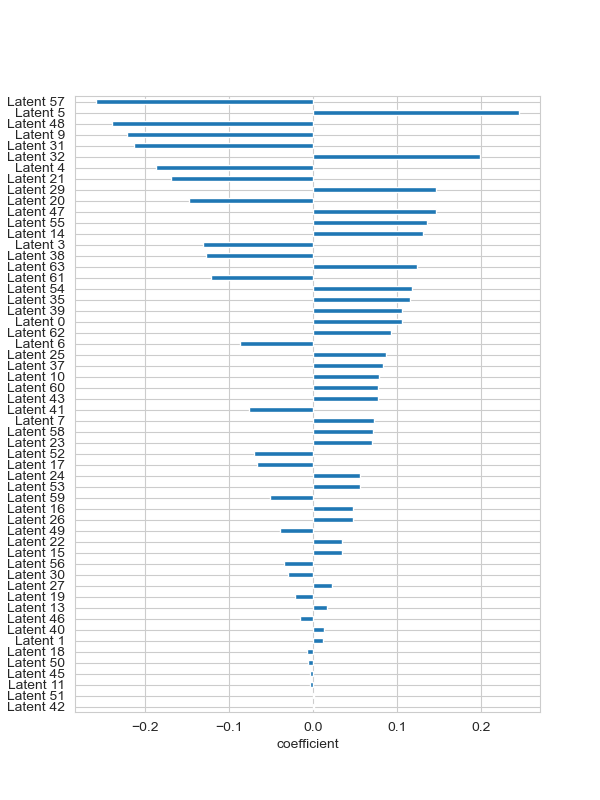 Latent 57
Latent 5
Latent 48
Latent 9
Latent 31
Latent 32
Latent 4
Latent 21
Latent 29
Latent 20
Latent 47
Latent 55
Latent 14
Latent 3
Latent 38
Latent 63
Latent 61
Latent 54
Latent 35
Latent 39
Latent 0
Latent 62
Latent 6
Latent 25
Latent 37
Latent 10
Latent 60
Latent 43
Latent 41
Latent 7
Latent 58
Latent 23
Latent 52
Latent 17
Latent 24
Latent 53
Latent 59
Latent 16
Latent 26
Latent 49
Latent 22
Latent 15
Latent 56
Latent 30
Latent 27
Latent 19
Latent 13
Latent 46
Latent 40
Latent 1
Latent 18
Latent 50
Latent 45
Latent 11
Latent 51
Latent 42
−0.2 −0.1 0.0 0.1 0.2
coefficient